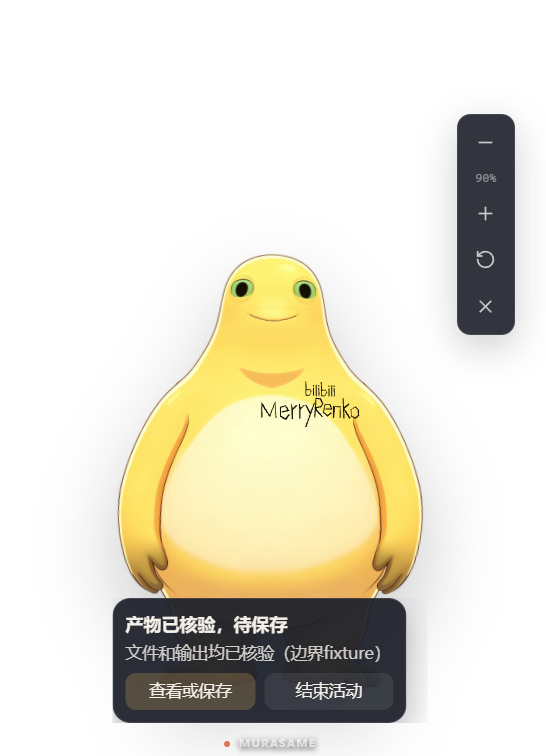 90%
bilibili
MerryRenko
产物已核验，待保存
文件和输出均已核验（边界fixture）
查看或保存
结束活动
MURASAME